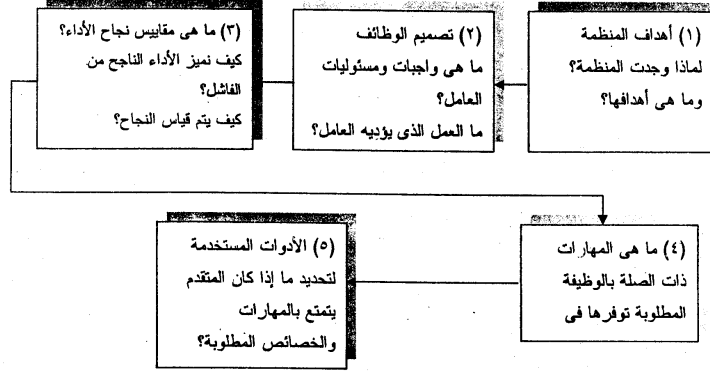 (١) أهداف المنظمة
لماذا وجدت المنظمة؟
وما هى أهدافها؟
(٢) تصميم الوظائف
ما هى واجبات ومسئوليات
العامل؟
ما العمل الذى يؤديه العامل؟
(٣) ما هى مقاييس نجاح الأداء؟
كيف نميز الأداء الناجح من
الفاشل؟
كيف يتم قياس النجاح؟
(٤) ما هى المهارات
ذات الصلة بالوظيفة
المطلوبة توفرها فى
(٥) الأدوات المستخدمة
لتحديد ما إذا كان المتقدم
يتمتع بالمهارات
والخصائص المطلوبة؟